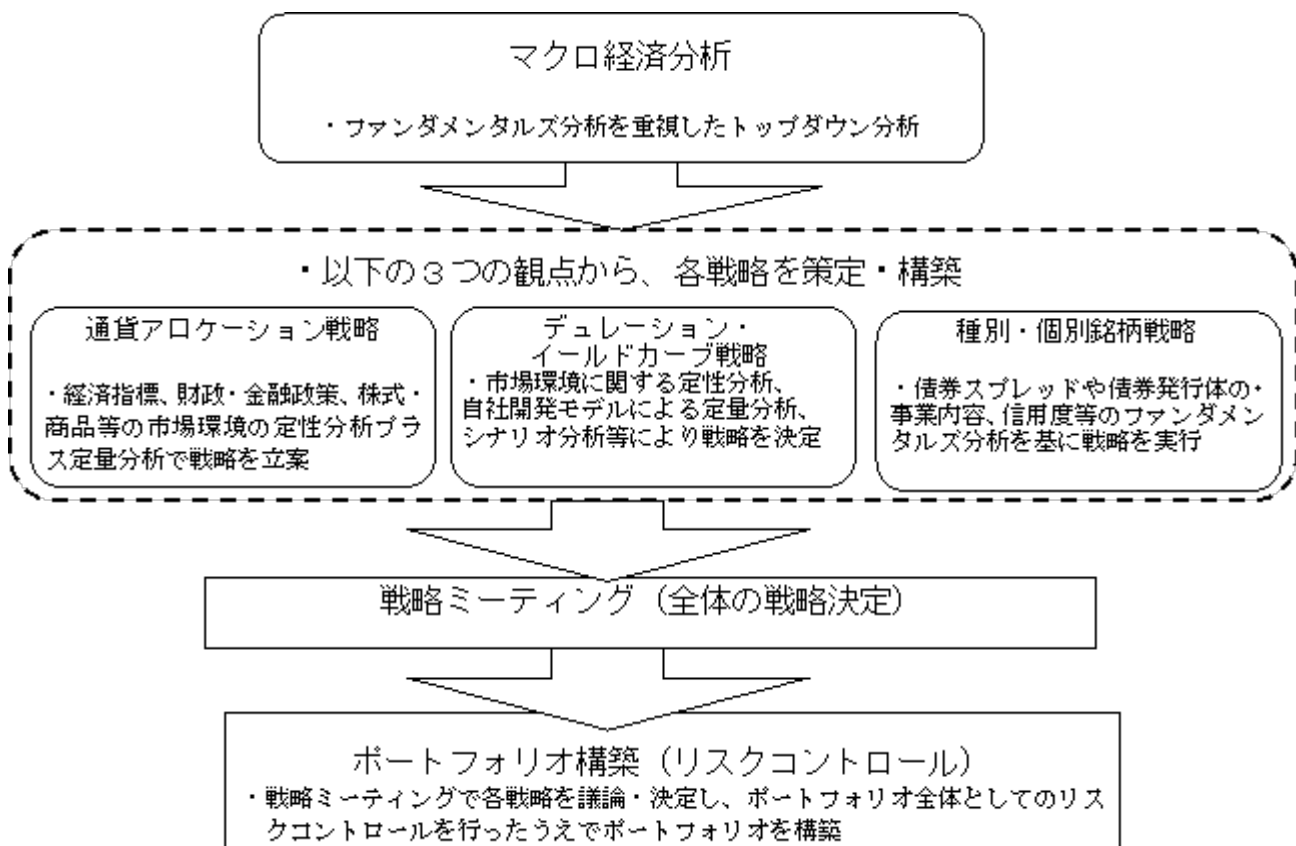 マクロ経済分析
・ファンダメンタルズ分析を重視したトップダウン分析
・以下の３つの観点から、各戦略を策定・構築
通貨アロケーション戦略
・経済指標、財政・金融政策、株式・
商品等の市場環境の定性分析プラ
ス定量分析で戦略を立案
デュレーション・
イールドカーブ戦略
・市場環境に関する定性分析、
自社開発モデルによる定量分析、
シナリオ分析等により戦略を決定
種別・個別銘柄戦略
・債券スプレッドや債券発行体の・
事業内容、信用度等のファンダメン
タルズ分析を基に戦略を実行
戦略ミーティング（全体の戦略決定）
ポートフォリオ構築（リスクコントロール）
・戦略ミーティングで各戦略を議論・決定し、ポートフォリオ全体としてのリス
クコントロールを行ったうえでポートフォリオを構築